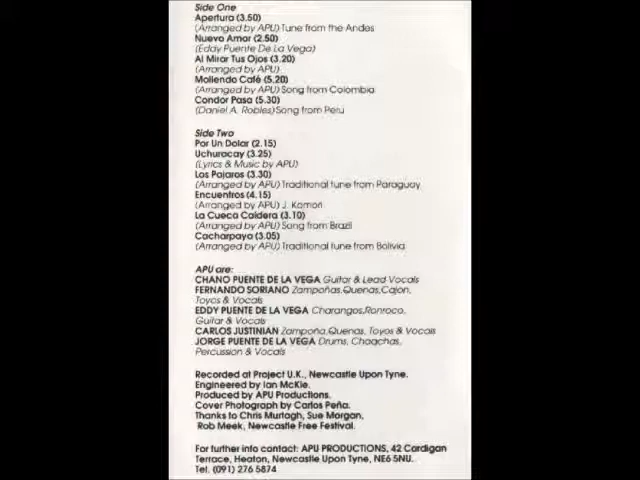 Side One
Apertura (3.50)
(Arranged by APU) Tune from the Andes
Nuevo Amor (2.50)
(Eddy Puente De La Vega)
Al Mirar Tus Ojos (3.20)
(Arranged by APU)
Moliendo Café (5.20)
(Arranged by APU) Song from Colombia
Condor Pasa (5.30)
(Daniel A. Robles) Song from Peru
Side Two
Por Un Dolar (2.15)
Uchuracay (3.25)
(Lyrics & Music by APU)
Los Pajaros (3.30)
(Arranged by APU) Traditional tune from Paraguay
Encuentros (4.15)
(Arranged by APU) J. Komori
La Cueca Caldera (3.10)
(Arranged by APU) Song from Brazil
Cacharpaya (3.05)
(Arranged by APU) Traditional tune from Bolivia
APU are:
CHANO PUENTE DE LA VEGA Guitar & Lead Vocals
FERNANDO SORIANO Zampoñas, Quenas, Cajon,
Toyos & Vocals
EDDY PUENTE DE LA VEGA Charangos, Ronroco,
Guitar & Vocals
CARLOS JUSTINIAN Zampoña, Quenas, Toyos & Vocals
JORGE PUENTE DE LA VEGA Drums, Chaqchas,
Percussion & Vocals
Recorded at Project U.K., Newcastle Upon Tyne.
Engineered by Ian McKie.
Produced by APU Productions.
Cover Photograph by Carlos Peña.
Thanks to Chris Murtagh, Sue Morgan,
Rob Meek, Newcastle Free Festival.
For further info contact: APU PRODUCTIONS, 42 Cardigan
Terrace, Heaton, Newcastle Upon Tyne, NE6 5NU.
Tel. (091) 276 5874